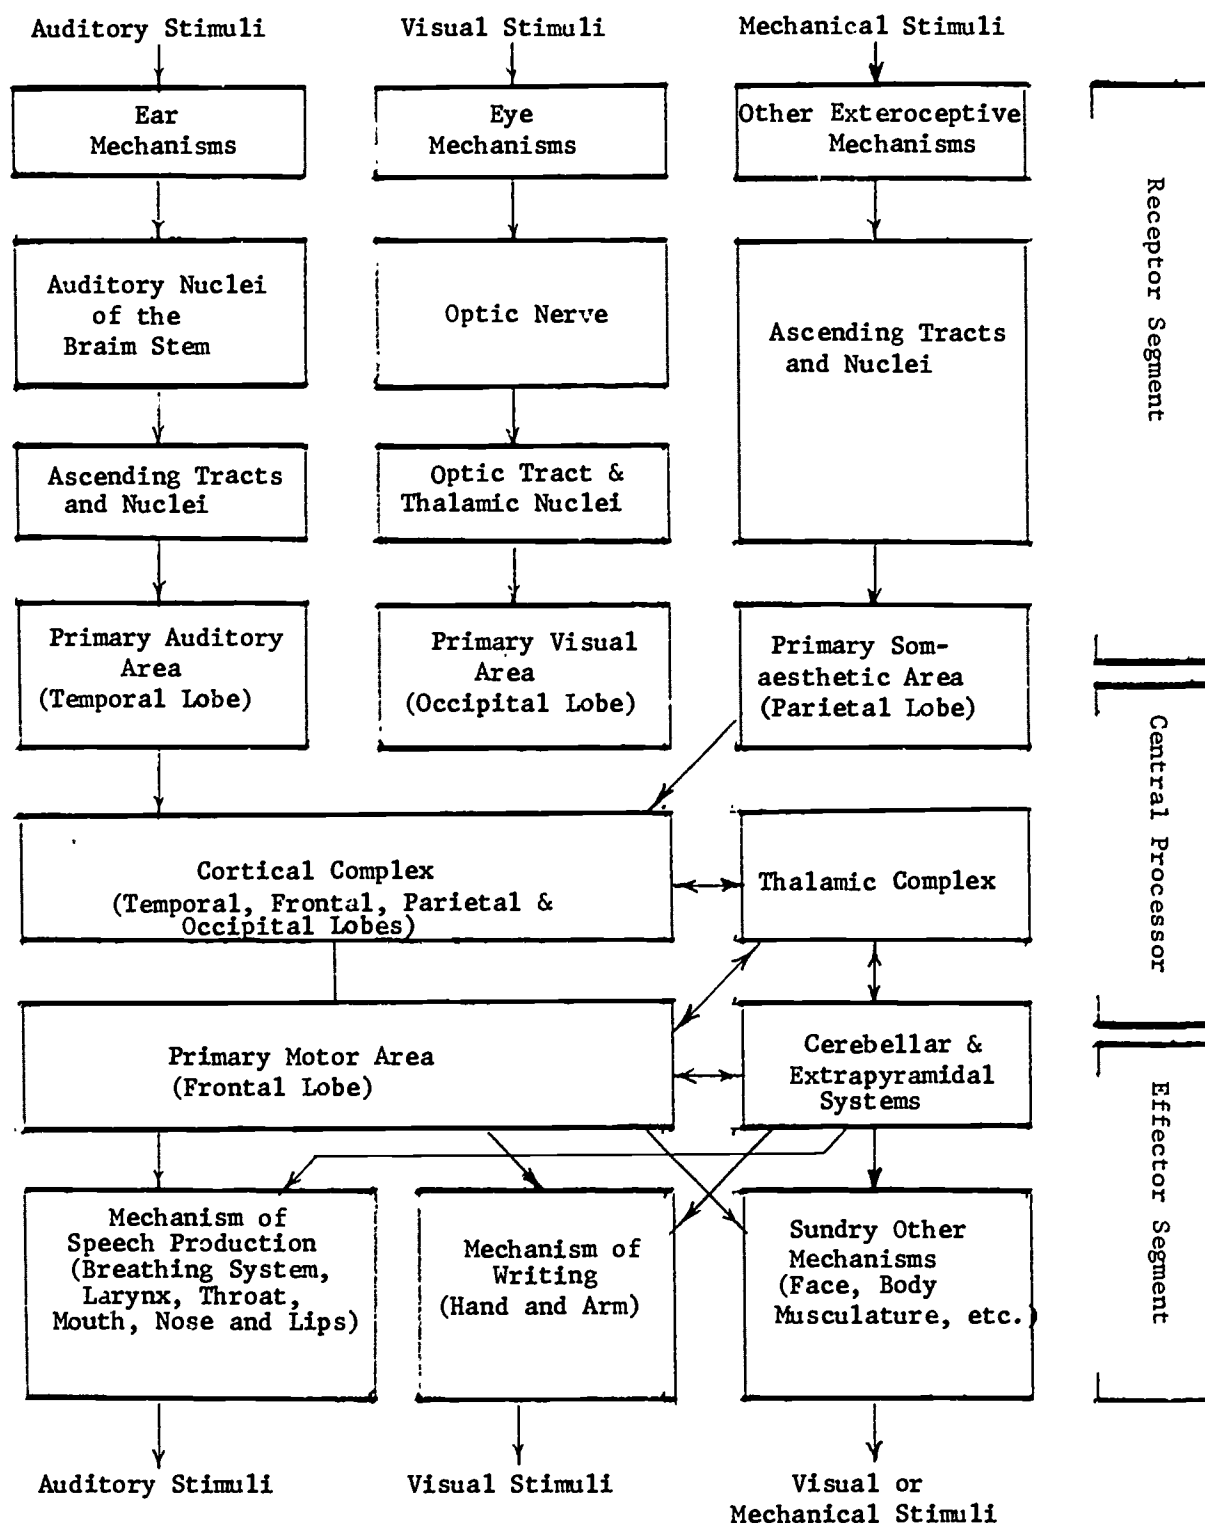 Auditory Stimuli
Visual Stimuli
Mechanical Stimuli
Ear
Mechanisms
Eye
Mechanisms
Other Exteroceptive
Mechanisms
Auditory Nuclei
of the
Braim Stem
Optic Nerve
Ascending Tracts
and Nuclei
Ascending Tracts
and Nuclei
Optic Tract &
Thalamic Nuclei
Primary Auditory
Area
(Temporal Lobe)
Primary Visual
Area
(Occipital Lobe)
Primary Som-
aesthetic Area
(Parietal Lobe)
Receptor Segment
Cortical Complex
(Temporal, Frontal, Parietal &
Occipital Lobes)
Thalamic Complex
Central Processor
Primary Motor Area
(Frontal Lobe)
Cerebellar &
Extrapyramidal
Systems
Mechanism of
Speech Production
(Breathing System,
Larynx, Throat,
Mouth, Nose and Lips)
Mechanism of
Writing
(Hand and Arm)
Sundry Other
Mechanisms
(Face, Body
Musculature, etc.)
Effector Segment
Auditory Stimuli
Visual Stimuli
Visual or
Mechanical Stimuli